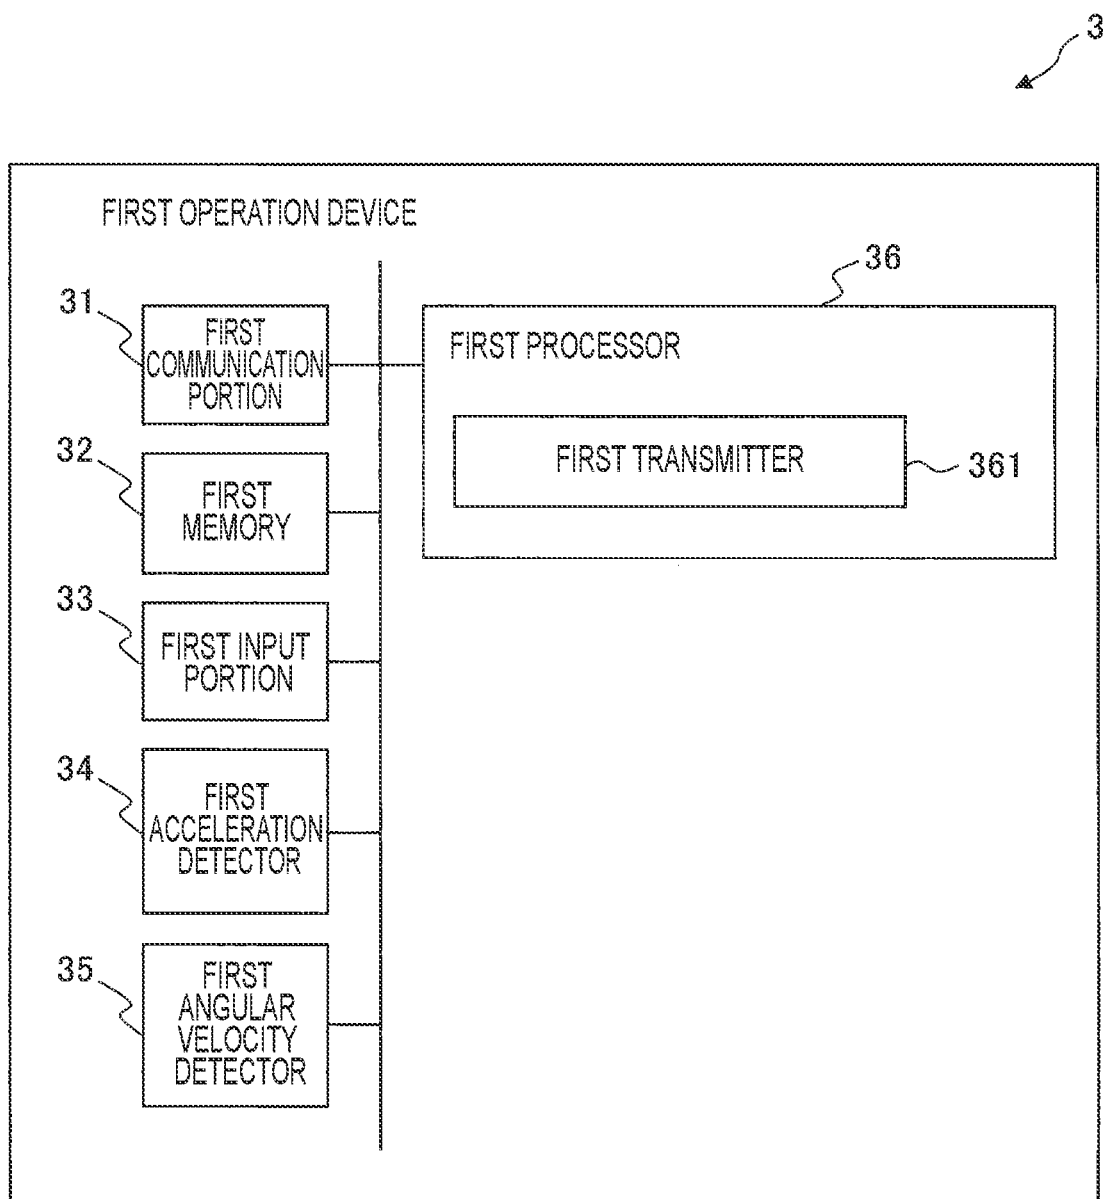 3
FIRST OPERATION DEVICE
36
31
FIRST
COMMUNICATION
PORTION
FIRST PROCESSOR
FIRST TRANSMITTER
361
32
FIRST
MEMORY
33
FIRST INPUT
PORTION
34
FIRST
ACCELERATION
DETECTOR
35
FIRST
ANGULAR
VELOCITY
DETECTOR